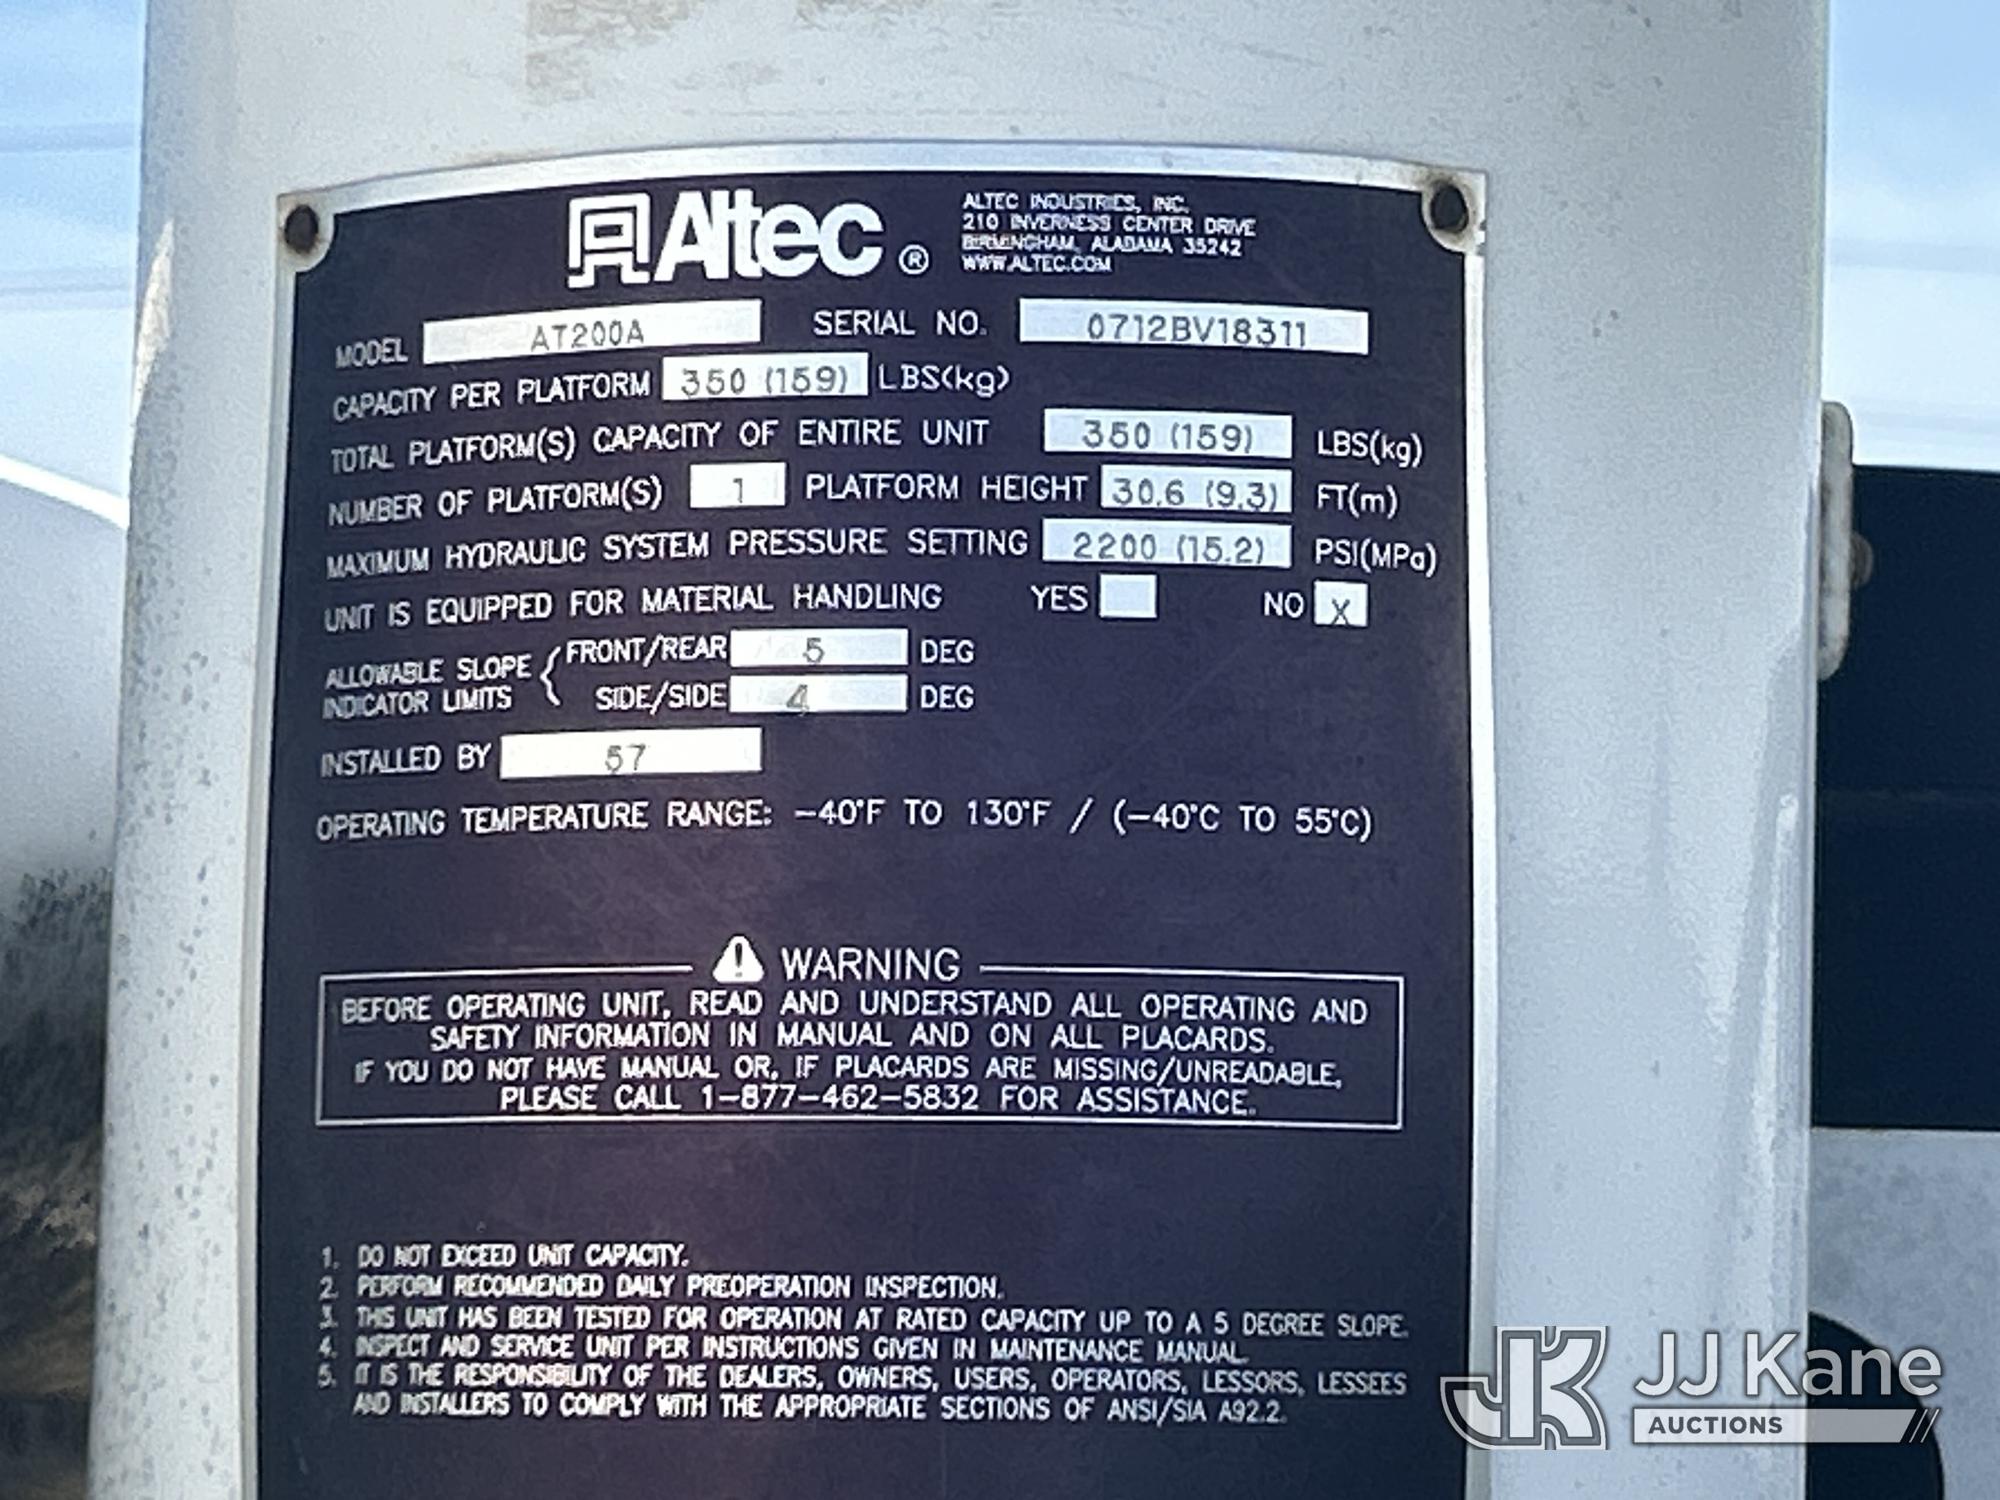 Altec ®
ALTEC INDUSTRIES, INC.
210 INVERNESS CENTER DRIVE
BIRMINGHAM, ALABAMA 35242
WWW.ALTEC.COM
MODEL AT200A SERIAL NO. 0712BV18311
CAPACITY PER PLATFORM 350 (159) LBS(kg)
TOTAL PLATFORM(S) CAPACITY OF ENTIRE UNIT 350 (159) LBS(kg)
NUMBER OF PLATFORM(S) 1 PLATFORM HEIGHT 30.6 (9.3) FT(m)
MAXIMUM HYDRAULIC SYSTEM PRESSURE SETTING 2200 (15.2) PSI(MPa)
UNIT IS EQUIPPED FOR MATERIAL HANDLING YES NO X
ALLOWABLE SLOPE INDICATOR LIMITS { FRONT/REAR 5 DEG
SIDE/SIDE 4 DEG
INSTALLED BY 57
OPERATING TEMPERATURE RANGE: -40°F TO 130°F / (-40°C TO 55°C)
WARNING
BEFORE OPERATING UNIT, READ AND UNDERSTAND ALL OPERATING AND
SAFETY INFORMATION IN MANUAL AND ON ALL PLACARDS.
IF YOU DO NOT HAVE MANUAL OR, IF PLACARDS ARE MISSING/UNREADABLE,
PLEASE CALL 1-877-462-5832 FOR ASSISTANCE.
1. DO NOT EXCEED UNIT CAPACITY.
2. PERFORM RECOMMENDED DAILY PREOPERATION INSPECTION.
3. THIS UNIT HAS BEEN TESTED FOR OPERATION AT RATED CAPACITY UP TO A 5 DEGREE SLOPE.
4. INSPECT AND SERVICE UNIT PER INSTRUCTIONS GIVEN IN MAINTENANCE MANUAL.
5. IT IS THE RESPONSIBILITY OF THE DEALERS, OWNERS, USERS, OPERATORS, LESSORS, LESSEES
AND INSTALLERS TO COMPLY WITH THE APPROPRIATE SECTIONS OF ANSI/SIA A92.2.
JK JJ Kane
AUCTIONS